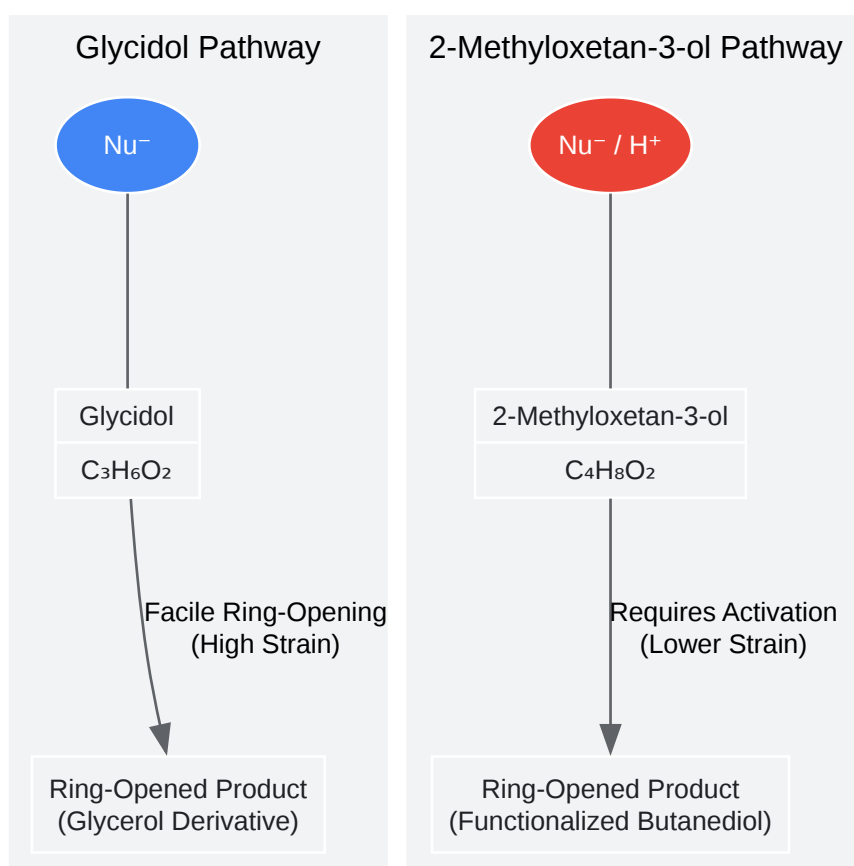 Glycidol Pathway
Nu⁻
Glycidol
C₃H₆O₂
Facile Ring-Opening
(High Strain)
Ring-Opened Product
(Glycerol Derivative)
2-Methyloxetan-3-ol Pathway
Nu⁻ / H⁺
2-Methyloxetan-3-ol
C₄H₈O₂
Requires Activation
(Lower Strain)
Ring-Opened Product
(Functionalized Butanediol)